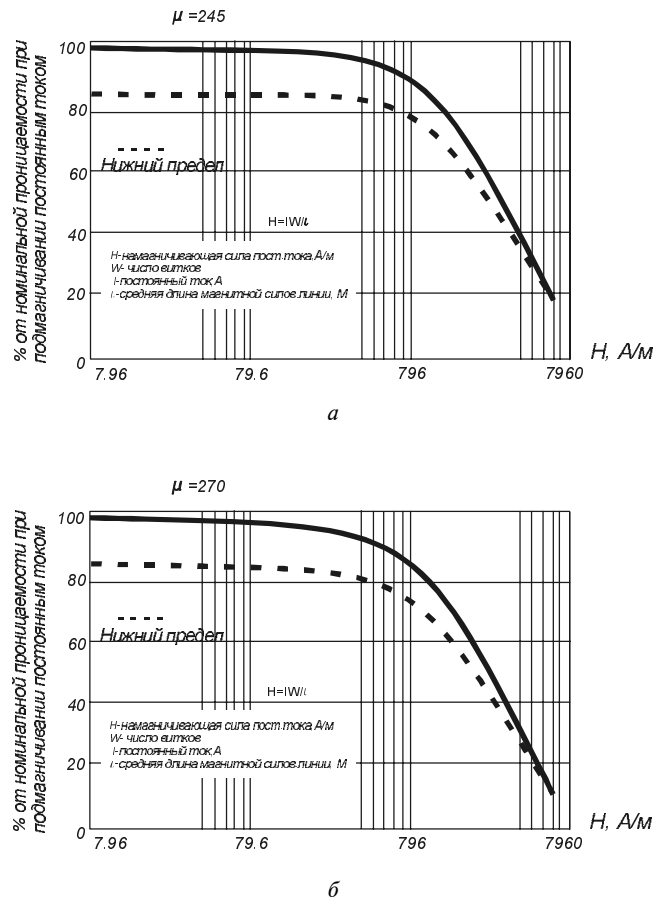 μ =245
% от номинальной проницаемости при
подмагничивании постоянным током
100
80
60
40
20
0
Нижний предел
H=IW/ℓ
H-намагничивающая сила пост.тока,А/м
W- число витков
I-постоянный ток,А
ℓ-средняя длина магнитной силов. линии, М
7.96
79.6
796
7960
H, А/м
а
μ =270
% от номинальной проницаемости при
подмагничивании постоянным током
100
80
60
40
20
0
Нижний предел
H=IW/ℓ
H-намагничивающая сила пост.тока,А/м
W- число витков
I-постоянный ток,А
ℓ-средняя длина магнитной силов. линии, М
7.96
79.6
796
7960
H, А/м
б